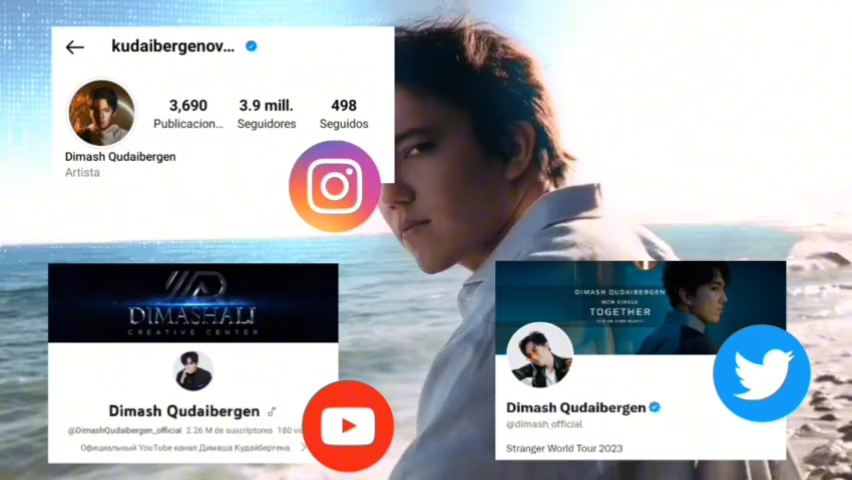 kudaibergenov...
3,690 3.9 mill. 498
Publicacion... Seguidores Seguidos
Dimash Qudaibergen
Artista
DIMASHALI
CREATIVE CENTER
Dimash Qudaibergen
@DimashQudaibergen_official 2.26 M de suscriptores 180
Официальный YouTube канал Димаша Кудайбергена.
DIMASH QUDAIBERGEN
NEW SINGLE
TOGETHER
Dimash Qudaibergen
@dimash_official
Stranger World Tour 2023